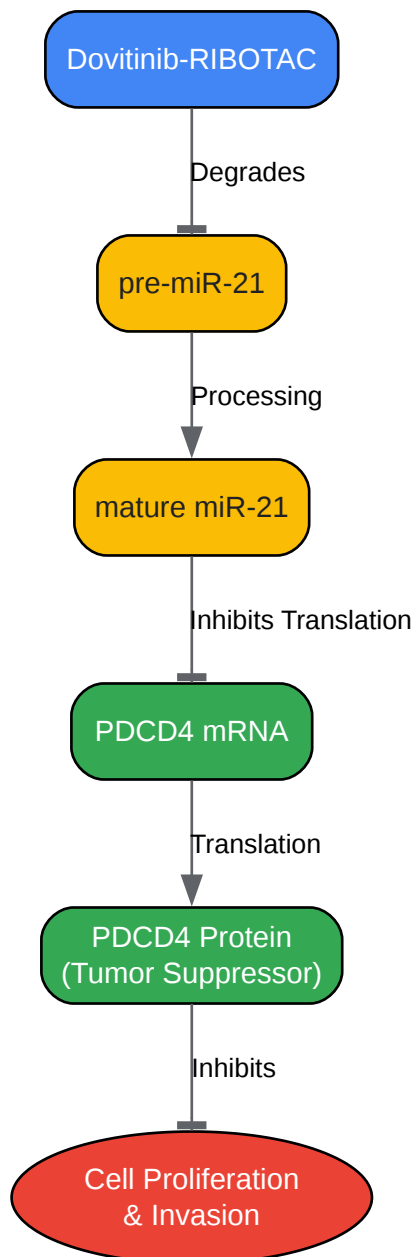 Dovitinib-RIBOTAC
Degrades
pre-miR-21
Processing
mature miR-21
Inhibits Translation
PDCD4 mRNA
Translation
PDCD4 Protein
(Tumor Suppressor)
Inhibits
Cell Proliferation
& Invasion